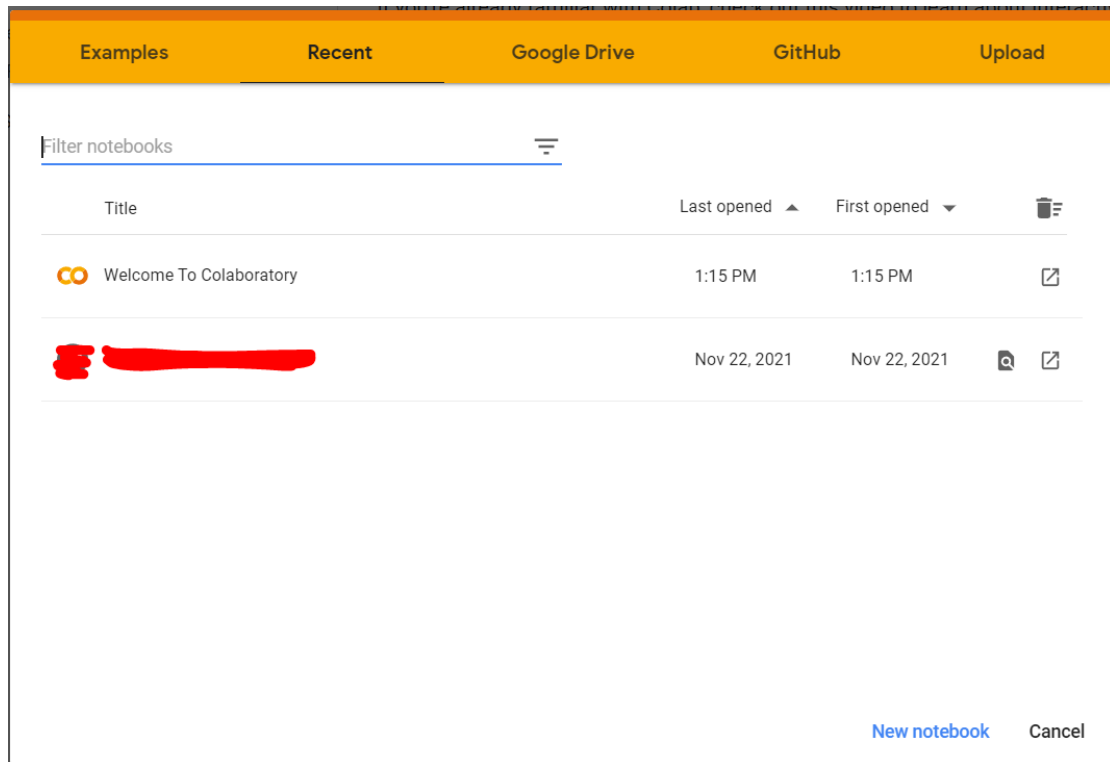 Examples Recent Google Drive GitHub Upload
Filter notebooks
Title Last opened First opened
Welcome To Colaboratory 1:15 PM 1:15 PM
Nov 22, 2021 Nov 22, 2021
New notebook Cancel